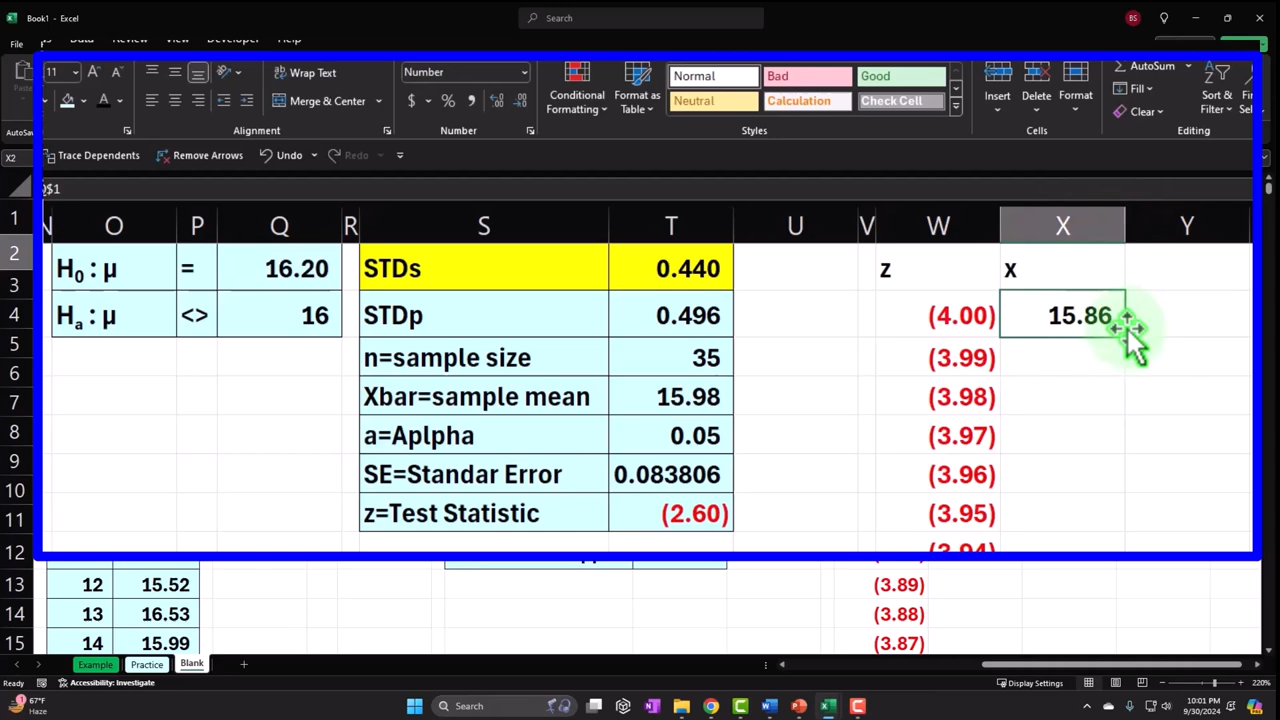 Book1 - Excel
Search
BS
File
Data Review View Developer Help
11
Wrap Text
Number
Normal
Bad
Good
AutoSum
Paste
Merge & Center
Conditional
Formatting
Format as
Table
Neutral
Calculation
Check Cell
Insert
Delete
Format
Fill
Clear
Sort &
Filter
Alignment
Number
Styles
Cells
Editing
Trace Dependents
Remove Arrows
Undo
Redo
X2
Q$1
N O P Q R S T U V W X Y
1
2 H0 : μ = 16.20 STDs 0.440 z x
3
4 Ha : μ <> 16 STDp 0.496 (4.00) 15.86
5 n=sample size 35 (3.99)
6
7 Xbar=sample mean 15.98 (3.98)
8 a=Aplpha 0.05 (3.97)
9
10 SE=Standar Error 0.083806 (3.96)
11 z=Test Statistic (2.60) (3.95)
12 (3.94)
13 12 15.52 (3.89)
14 13 16.53 (3.88)
15 14 15.99 (3.87)
Example
Practice
Blank
Ready
Accessibility: Investigate
Display Settings
220%
67°F
Haze
Search
10:01 PM
9/30/2024